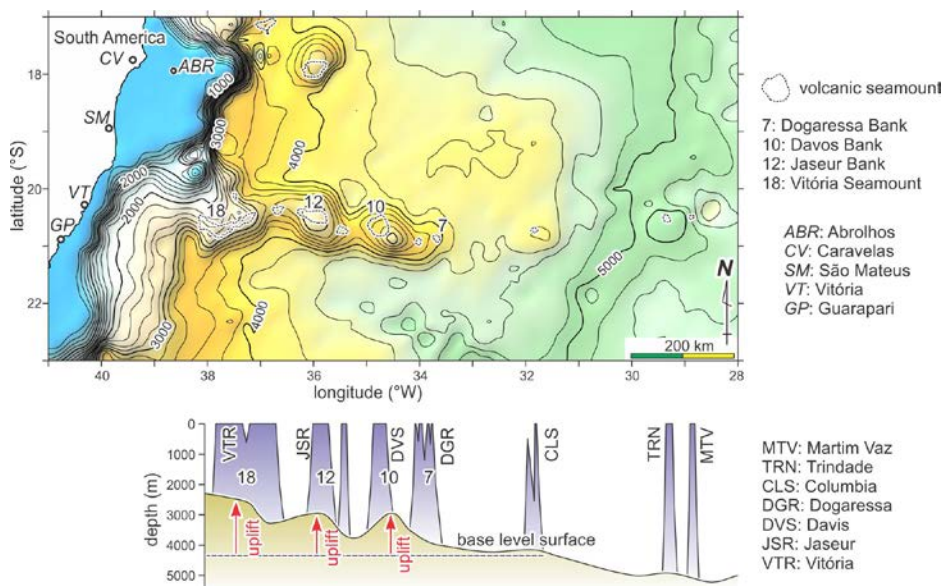 South America
CV
ABR
SM
VT
GP
1000
3000
2000
2000
3000
4000
4000
5000
18
12
10
7
N
200 km
18
20
22
latitude (°S)
40
38
36
34
32
30
28
longitude (°W)
volcanic seamount
7: Dogaressa Bank
10: Davos Bank
12: Jaseur Bank
18: Vitória Seamount
ABR: Abrolhos
CV: Caravelas
SM: São Mateus
VT: Vitória
GP: Guarapari
0
1000
2000
3000
4000
5000
depth (m)
VTR
18
JSR
12
DVS
10
DGR
7
CLS
TRN
MTV
uplift
uplift
uplift
base level surface
MTV: Martim Vaz
TRN: Trindade
CLS: Columbia
DGR: Dogaressa
DVS: Davis
JSR: Jaseur
VTR: Vitória